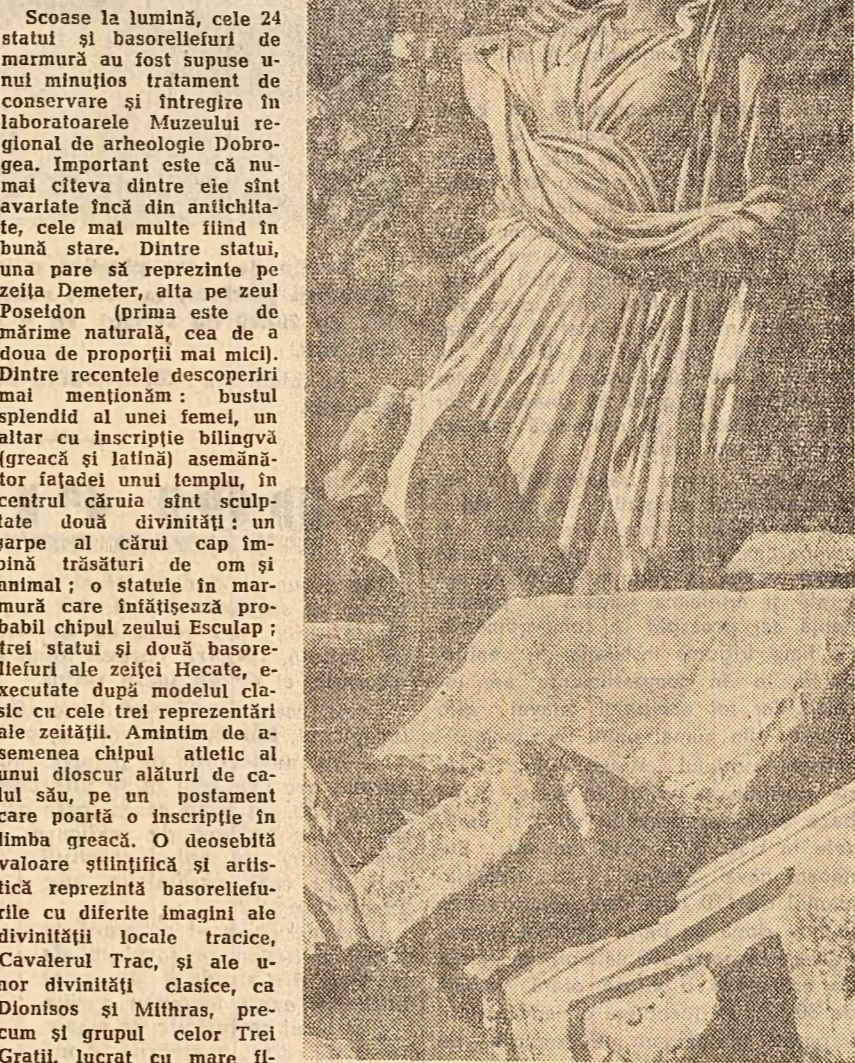 Scoase la lumină, cele 24
statui și basoreliefuri de
marmură au fost supuse u-
nui minuțios tratament de
conservare și întregire în
laboratoarele Muzeului re-
gional de arheologie Dobro-
gea. Important este că nu-
mai cîteva dintre ele sînt
avariate încă din antichita-
te, cele mai multe fiind în
bună stare. Dintre statui,
una pare să reprezinte pe
zeița Demeter, alta pe zeul
Poseidon (prima este de
mărime naturală, cea de a
doua de proporții mai mici).
Dintre recentele descoperiri
mai menționăm : bustul
splendid al unei femei, un
altar cu inscripție bilingvă
(greacă și latină) asemănă-
tor fațadei unui templu, în
centrul căruia sînt sculp-
tate două divinități : un
șarpe al cărui cap îm-
bină trăsături de om și
animal ; o statuie în mar-
mură care înfățișează pro-
babil chipul zeului Esculap ;
trei statui și două basore-
liefuri ale zeiței Hecate, e-
xecutate după modelul cla-
sic cu cele trei reprezentări
ale zeității. Amintim de a-
semenea chipul atletic al
unui dioscur alături de ca-
lul său, pe un postament
care poartă o inscripție în
limba greacă. O deosebită
valoare științifică și artis-
tică reprezintă basoreliefu-
rile cu diferite imagini ale
divinității locale tracice,
Cavalerul Trac, și ale u-
nor divinități clasice, ca
Dionisos și Mithras, pre-
cum și grupul celor Trei
Grații, lucrat cu mare fi-